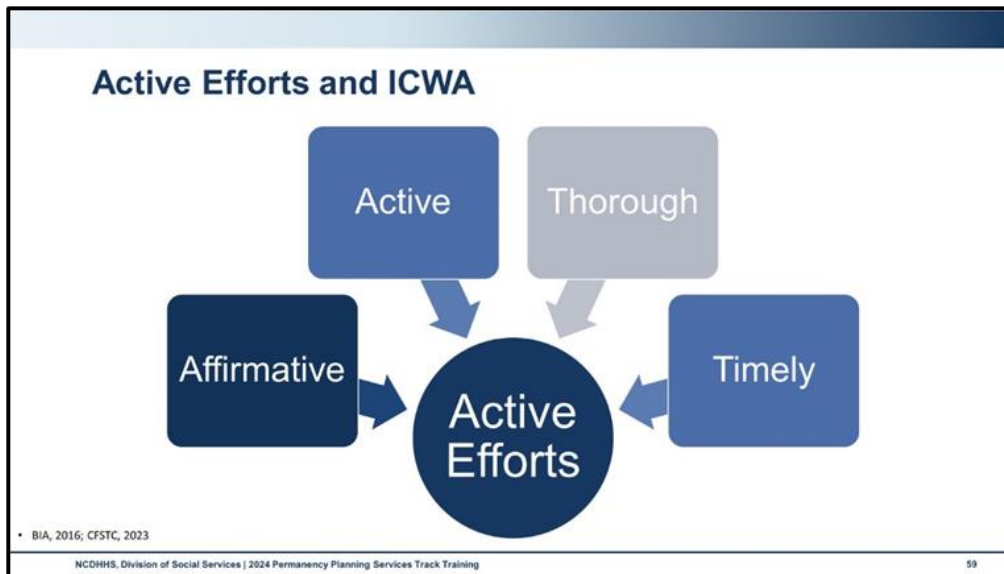 Active Efforts and ICWA
Active
Thorough
Affirmative
Timely
Active
Efforts
• BIA, 2016; CFSTC, 2023
NCDHHS, Division of Social Services | 2024 Permanency Planning Services Track Training
59